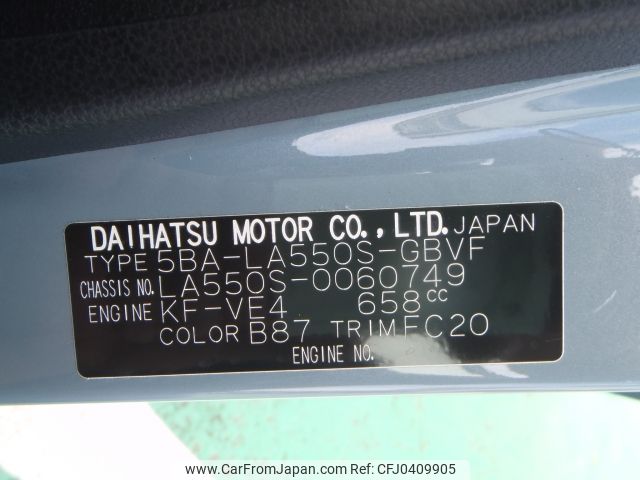 DAIHATSU MOTOR CO., LTD. JAPAN
TYPE 5BA-LA550S-GBVF
CHASSIS NO. LA550S-0060749
ENGINE KF-VE4 658cc
COLOR B87 TRIM FC20
ENGINE NO.
© www.CarFromJapan.com (ID:CFJ0409905)